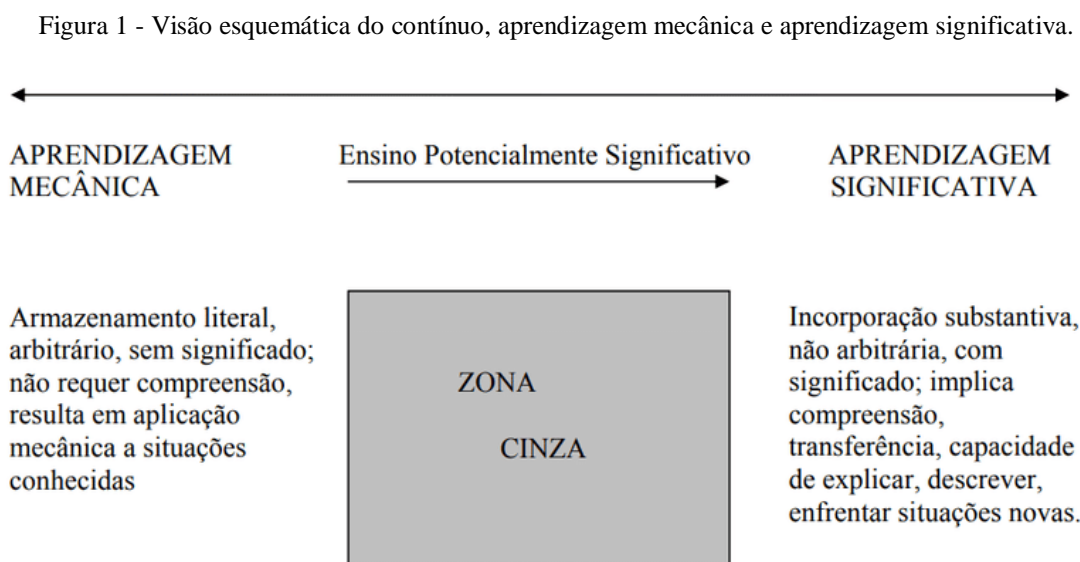 Figura 1 - Visão esquemática do contínuo, aprendizagem mecânica e aprendizagem significativa.
APRENDIZAGEM
MECÂNICA
Ensino Potencialmente Significativo
APRENDIZAGEM
SIGNIFICATIVA
Armazenamento literal,
arbitrário, sem significado;
não requer compreensão,
resulta em aplicação
mecânica a situações
conhecidas
ZONA
CINZA
Incorporação substantiva,
não arbitrária, com
significado; implica
compreensão,
transferência, capacidade
de explicar, descrever,
enfrentar situações novas.